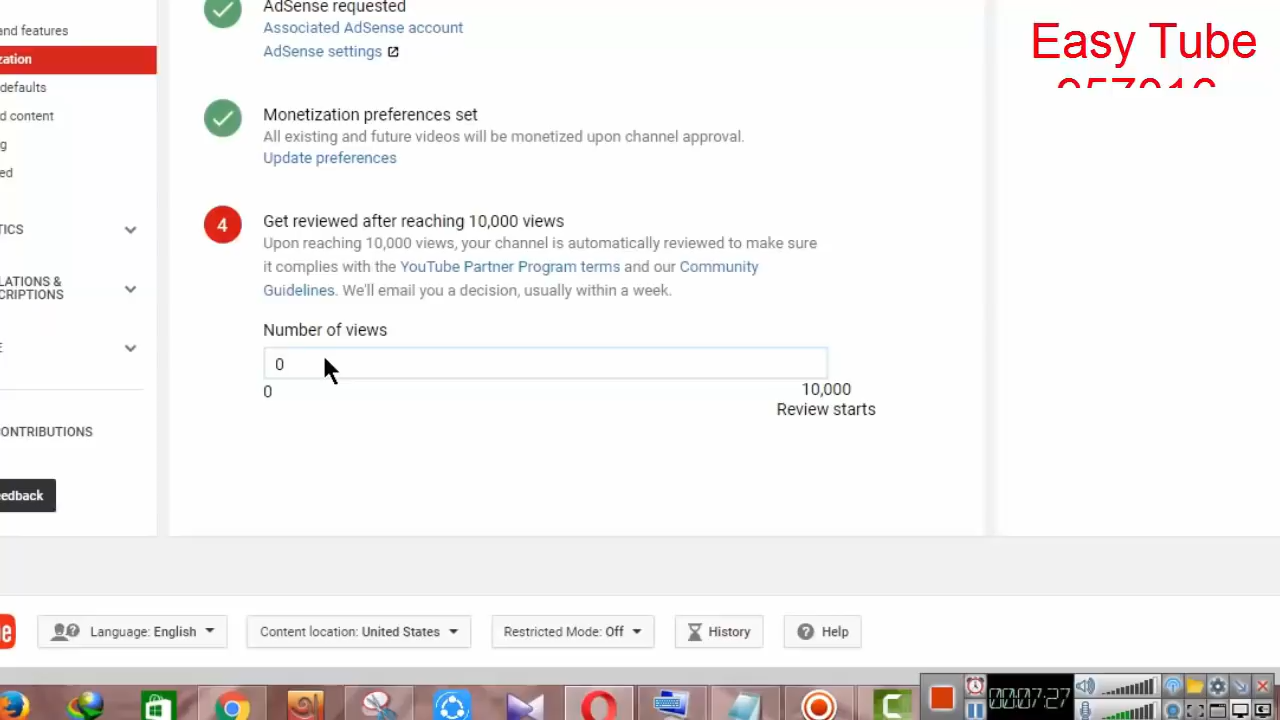 AdSense requested
Associated AdSense account
AdSense settings
and features
zation
defaults
d content
g
ed
TICS
LATIONS &
CRIPTIONS
E
CONTRIBUTIONS
eedback
Monetization preferences set
All existing and future videos will be monetized upon channel approval.
Update preferences
4
Get reviewed after reaching 10,000 views
Upon reaching 10,000 views, your channel is automatically reviewed to make sure
it complies with the YouTube Partner Program terms and our Community
Guidelines. We'll email you a decision, usually within a week.
Number of views
0
0
10,000
Review starts
Easy Tube
be
Language: English
Content location: United States
Restricted Mode: Off
History
Help
00:07:27